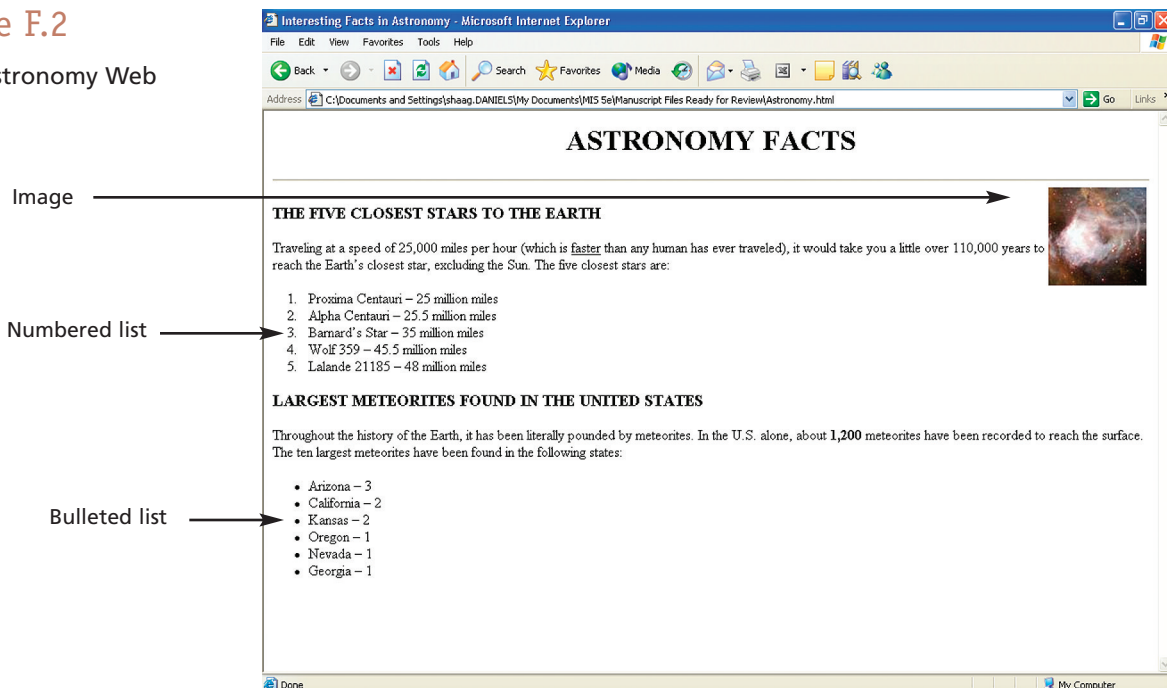 e F.2
stronomy Web
Interesting Facts in Astronomy - Microsoft Internet Explorer
File Edit View Favorites Tools Help
Back Search Favorites Media
Address C:\Documents and Settings\shaag.DANIELS\My Documents\MIS 5e\Manuscript Files Ready for Review\Astronomy.html Go Links
ASTRONOMY FACTS
Image
THE FIVE CLOSEST STARS TO THE EARTH
Traveling at a speed of 25,000 miles per hour (which is faster than any human has ever traveled), it would take you a little over 110,000 years to
reach the Earth's closest star, excluding the Sun. The five closest stars are:
1. Proxima Centauri – 25 million miles
2. Alpha Centauri – 25.5 million miles
Numbered list
3. Barnard's Star – 35 million miles
4. Wolf 359 – 45.5 million miles
5. Lalande 21185 – 48 million miles
LARGEST METEORITES FOUND IN THE UNITED STATES
Throughout the history of the Earth, it has been literally pounded by meteorites. In the U.S. alone, about 1,200 meteorites have been recorded to reach the surface.
The ten largest meteorites have been found in the following states:
• Arizona – 3
• California – 2
Bulleted list
• Kansas – 2
• Oregon – 1
• Nevada – 1
• Georgia – 1
Done My Computer